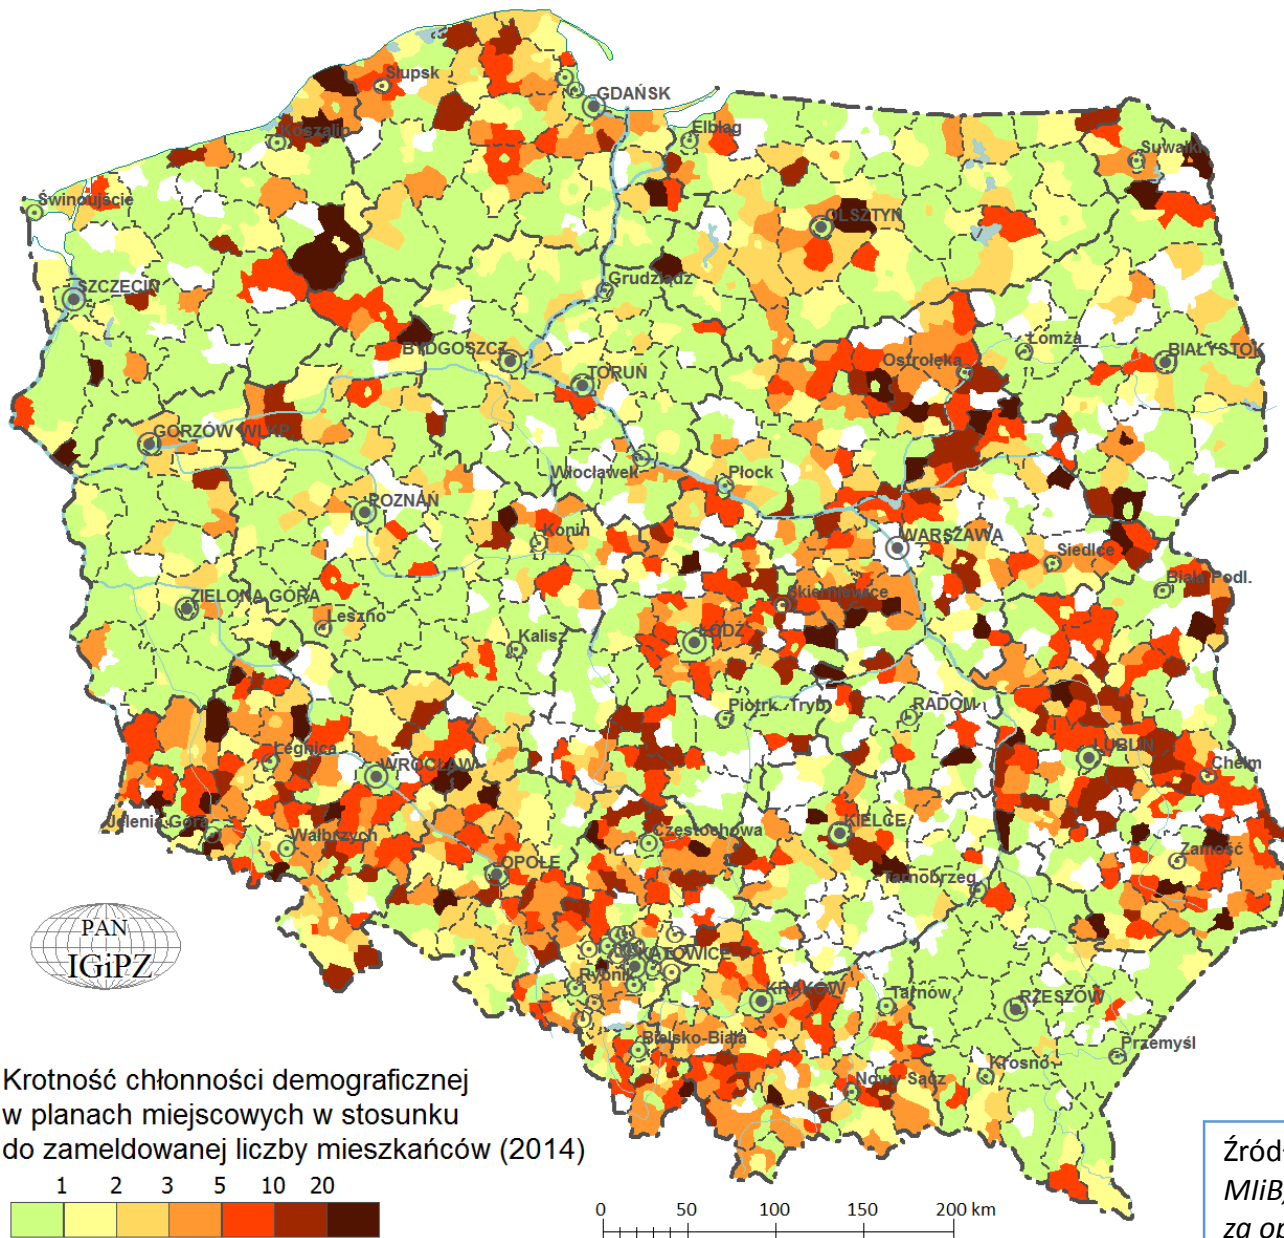 Słupsk
GDAŃSK
Koszalin
Elbląg
Suwałki
Świnoujście
OLSZTYN
SZCZECIN
Grudziądz
BYDGOSZCZ
Ostrołęka
Łomża
BIAŁYSTOK
TORUŃ
GORZÓW WLKP.
Włocławek
Płock
POZNAŃ
Konin
WARSZAWA
Siedlce
Biała Podl.
ZIELONA GÓRA
Leszno
Skierniewice
Kalisz
ŁÓDŹ
Piotrk. Tryb.
RADOM
Legnica
WROCŁAW
LUBLIN
Chełm
Jelenia Góra
Wałbrzych
Częstochowa
KIELCE
OPOLE
Zamość
Tarnobrzeg
PAN
IGiPZ
KATOWICE
Rybnik
KRAKÓW
Tarnów
RZESZÓW
Bielsko-Biała
Przemyśl
Krosno
Nowy Sącz
Krotność chłonności demograficznej
w planach miejscowych w stosunku
do zameldowanej liczby mieszkańców (2014)
1 2 3 5 10 20
0 50 100 150 200 km
Źródł
MIiB,
za op